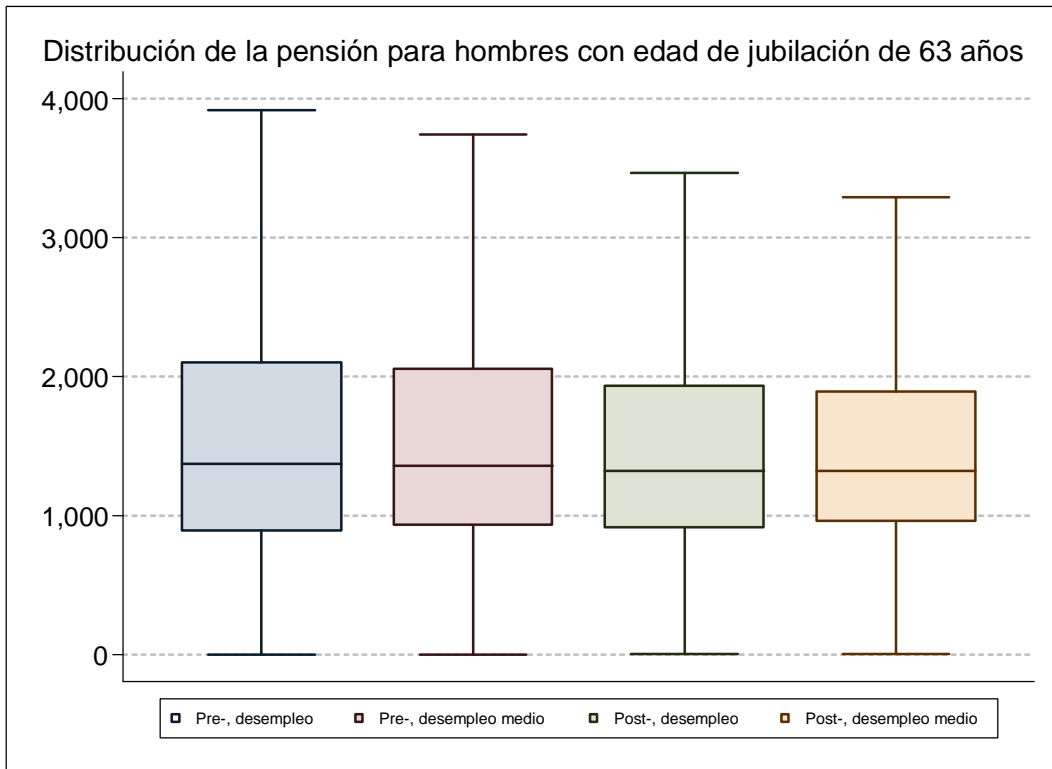 Distribución de la pensión para hombres con edad de jubilación de 63 años
4,000
3,000
2,000
1,000
0
Pre-, desempleo Pre-, desempleo medio Post-, desempleo Post-, desempleo medio